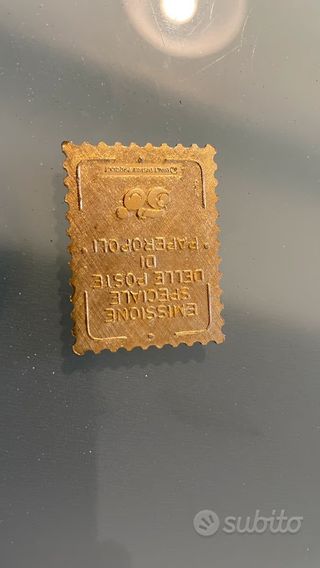 EMISSIONE
SPECIALE
DELLE POSTE
DI
* PAPEROPOLI *
subito